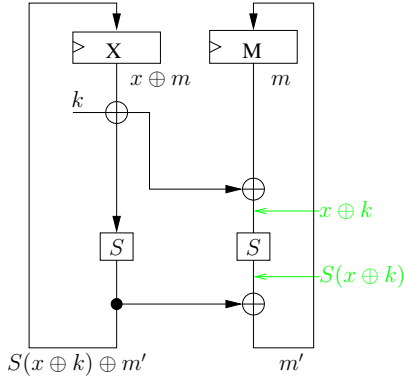 X
M
x ⊕ m
m
k
x ⊕ k
S
S
S(x ⊕ k)
S(x ⊕ k) ⊕ m′
m′